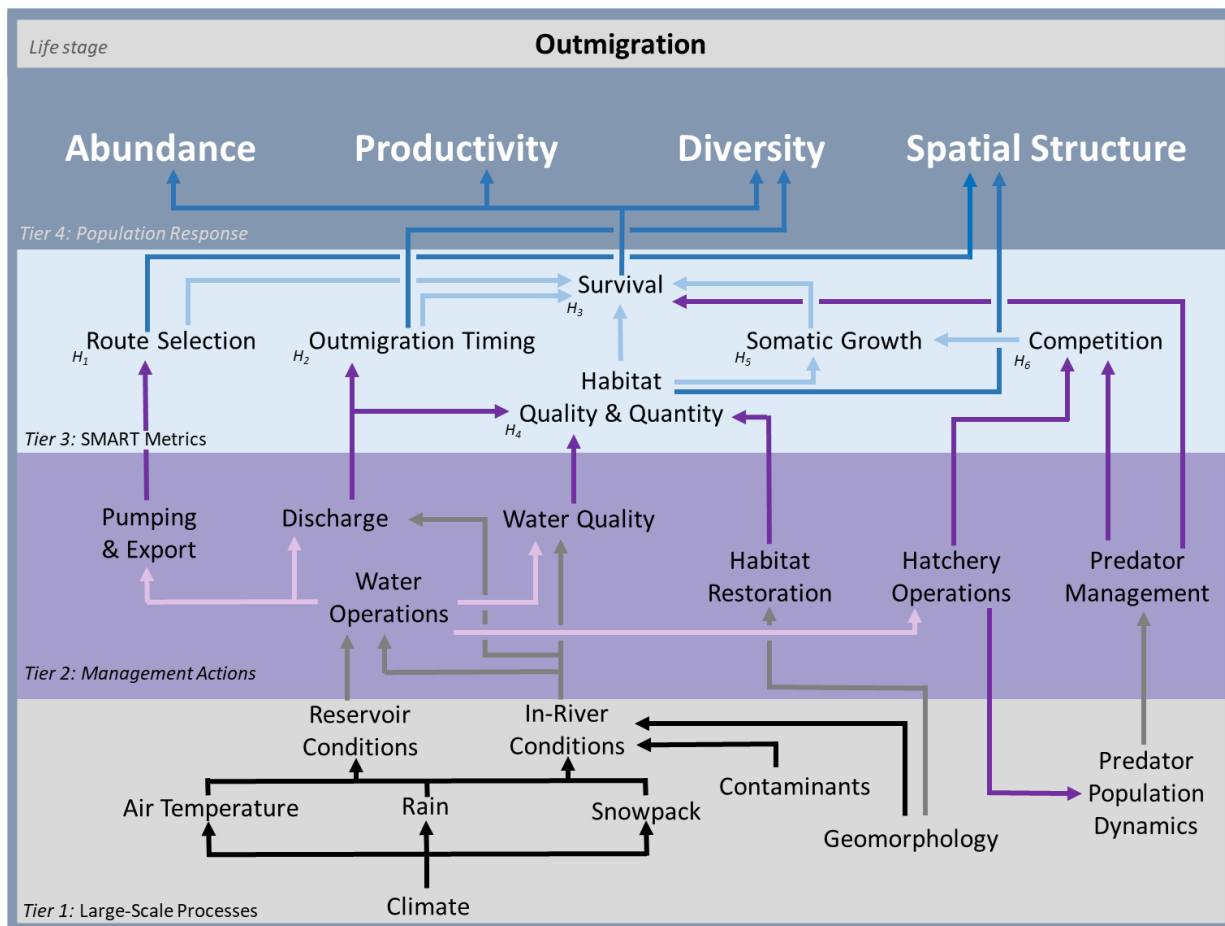 Life stage
Outmigration
Abundance
Productivity
Diversity
Spatial Structure
Tier 4: Population Response
Survival
H3
Route Selection
H1
Outmigration Timing
H2
Somatic Growth
H5
Competition
H6
Habitat
Quality & Quantity
H4
Tier 3: SMART Metrics
Pumping
& Export
Discharge
Water Quality
Water
Operations
Habitat
Restoration
Hatchery
Operations
Predator
Management
Tier 2: Management Actions
Reservoir
Conditions
In-River
Conditions
Contaminants
Predator
Population
Dynamics
Air Temperature
Rain
Snowpack
Geomorphology
Climate
Tier 1: Large-Scale Processes